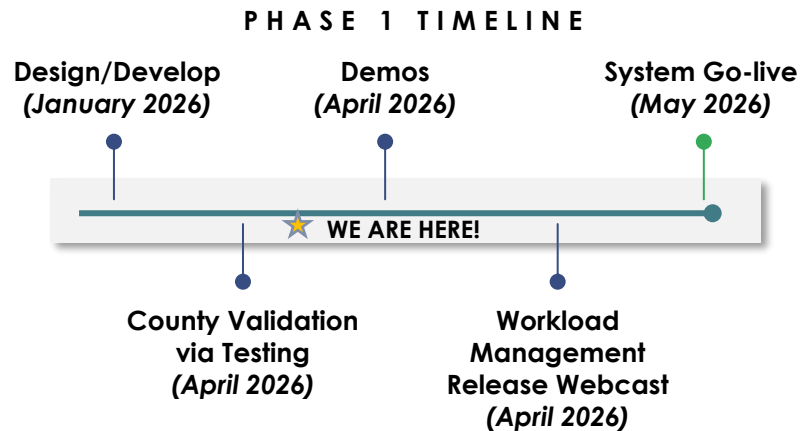 PHASE 1 TIMELINE
Design/Develop
(January 2026)
Demos
(April 2026)
System Go-live
(May 2026)
WE ARE HERE!
County Validation
via Testing
(April 2026)
Workload
Management
Release Webcast
(April 2026)